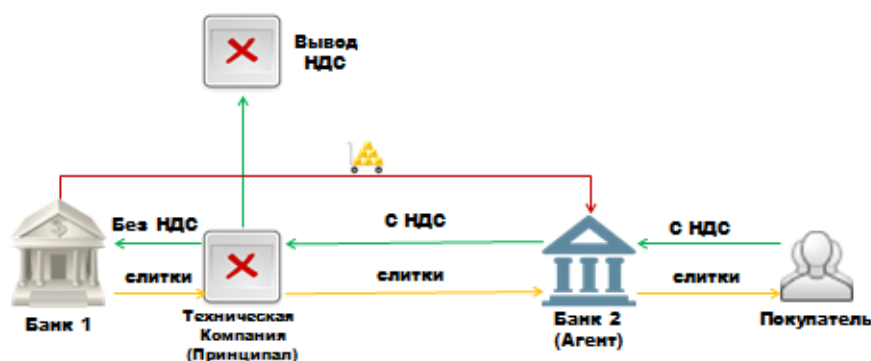 Вывод
НДС
Без НДС
С НДС
С НДС
слитки
слитки
слитки
Банк 1
Техническая
Компания
(Принципал)
Банк 2
(Агент)
Покупатель